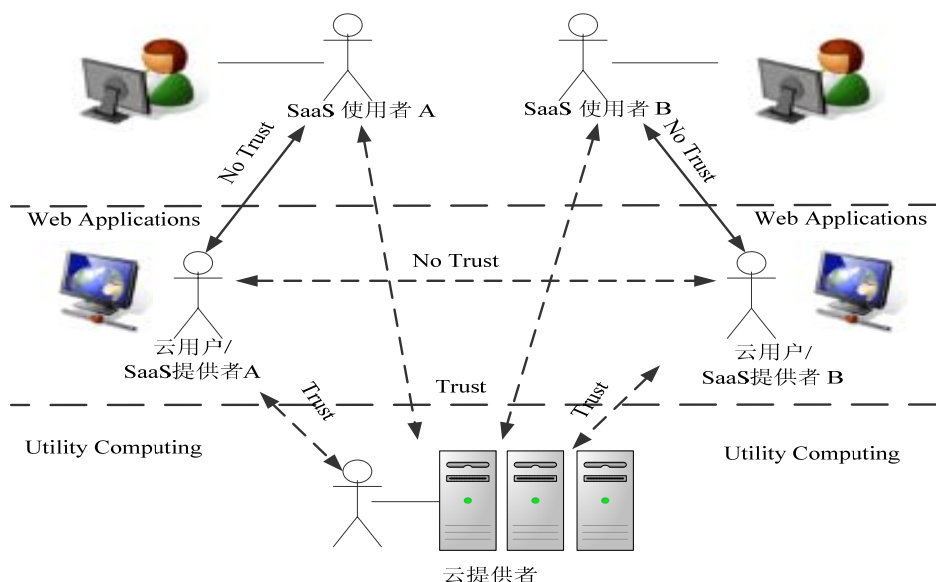 SaaS 使用者 A
SaaS 使用者 B
No Trust
No Trust
Web Applications
Web Applications
No Trust
云用户/
SaaS提供者A
云用户/
SaaS提供者 B
Trust
Trust
Trust
Utility Computing
Utility Computing
云提供者